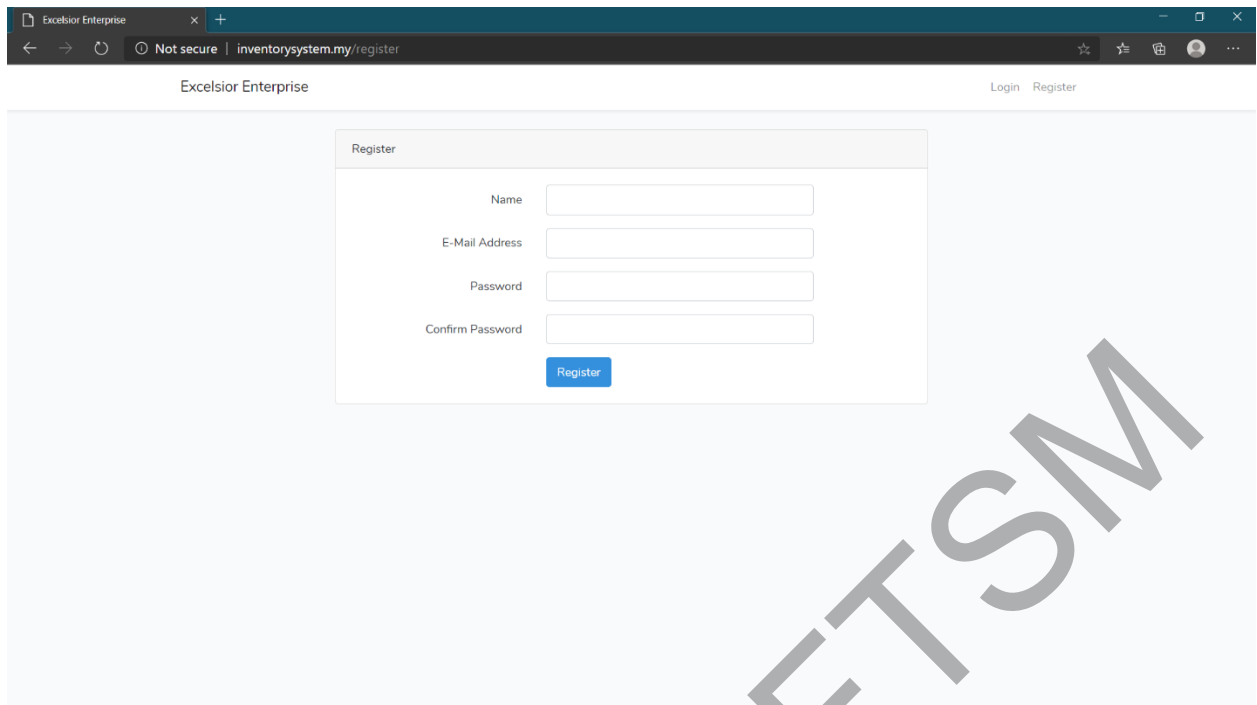 Excelsior Enterprise
Not secure | inventorysystem.my/register
Excelsior Enterprise
Login Register
Register
Name
E-Mail Address
Password
Confirm Password
Register
FTSM